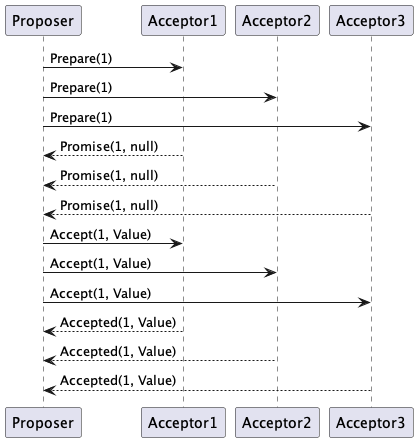 Proposer Acceptor1 Acceptor2 Acceptor3
Prepare(1)
Prepare(1)
Prepare(1)
Promise(1, null)
Promise(1, null)
Promise(1, null)
Accept(1, Value)
Accept(1, Value)
Accept(1, Value)
Accepted(1, Value)
Accepted(1, Value)
Accepted(1, Value)
Proposer Acceptor1 Acceptor2 Acceptor3